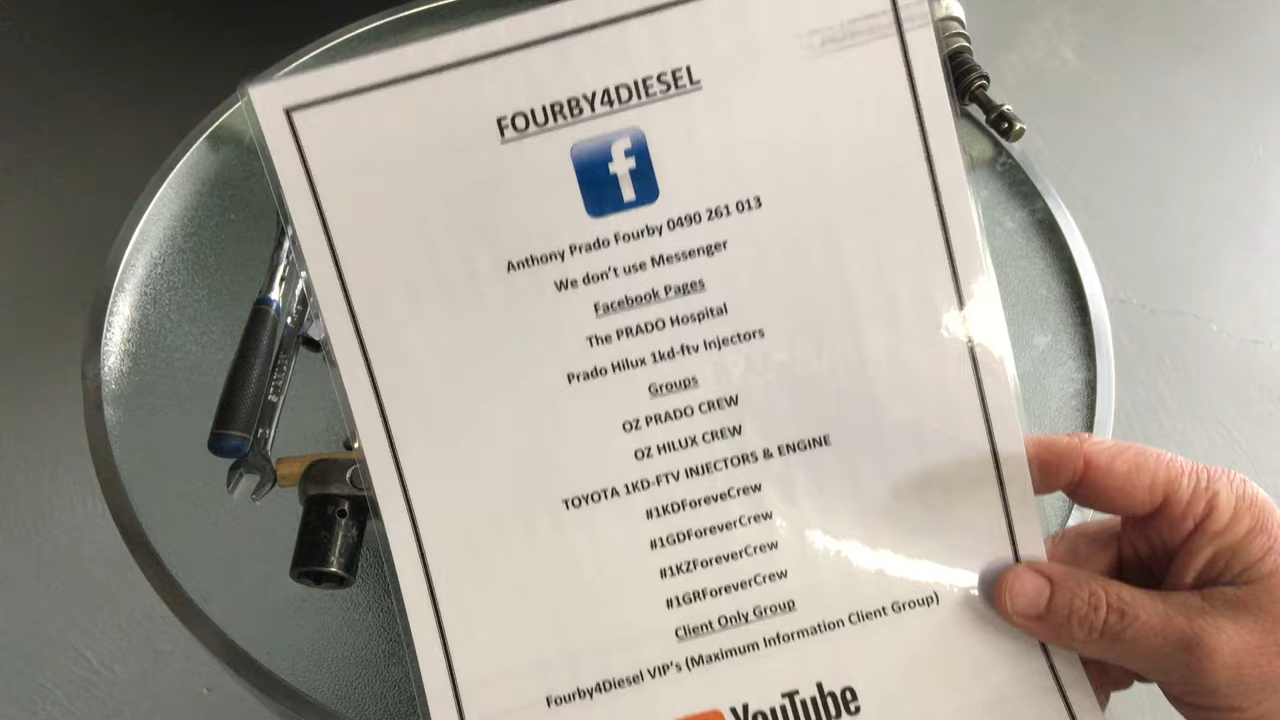 FOURBY4DIESEL
f
Anthony Prado Fourby 0490 261 013
We don't use Messenger
Facebook Pages
The PRADO Hospital
Prado Hilux 1kd-ftv Injectors
Groups
OZ PRADO CREW
OZ HILUX CREW
TOYOTA 1KD-FTV INJECTORS & ENGINE
#1KDForeveCrew
#1GDForeverCrew
#1KZForeverCrew
#1GRForeverCrew
Client Only Group
Fourby4Diesel VIP's (Maximum Information Client Group)
YouTube